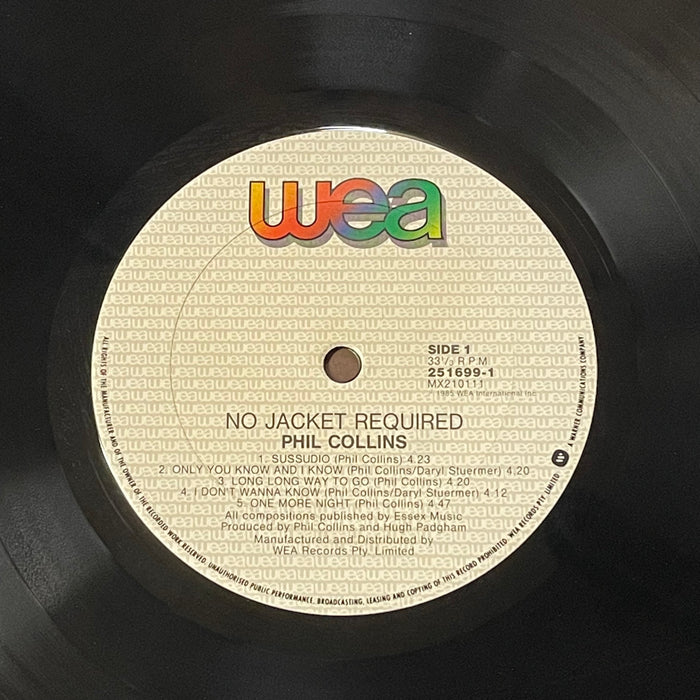 wea
SIDE 1
33⅓ R.P.M.
251699-1
MX210111
℗ 1985 WEA International Inc.
NO JACKET REQUIRED
PHIL COLLINS
1. SUSSUDIO (Phil Collins) 4.23
2. ONLY YOU KNOW AND I KNOW (Phil Collins/Daryl Stuermer) 4.20
3. LONG LONG WAY TO GO (Phil Collins) 4.20
4. I DON'T WANNA KNOW (Phil Collins/Daryl Stuermer) 4.12
5. ONE MORE NIGHT (Phil Collins) 4.47
All compositions published by Essex Music
Produced by Phil Collins and Hugh Padgham
Manufactured and Distributed by
WEA Records Pty. Limited
ALL RIGHTS OF THE MANUFACTURER AND OF THE OWNER OF THE RECORDED WORK RESERVED. UNAUTHORISED PUBLIC PERFORMANCE, BROADCASTING, LEASING AND COPYING OF THIS RECORD PROHIBITED. WEA RECORDS PTY. LIMITED
A WARNER COMMUNICATIONS COMPANY